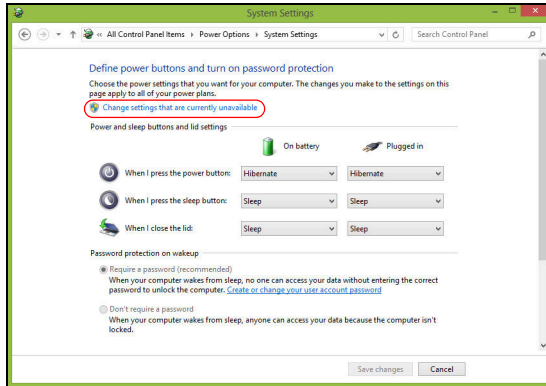 System Settings
« All Control Panel Items › Power Options › System Settings
Search Control Panel
Define power buttons and turn on password protection
Choose the power settings that you want for your computer. The changes you make to the settings on this
page apply to all of your power plans.
Change settings that are currently unavailable
Power and sleep buttons and lid settings
On battery Plugged in
When I press the power button: Hibernate Hibernate
When I press the sleep button: Sleep Sleep
When I close the lid: Sleep Sleep
Password protection on wakeup
Require a password (recommended)
When your computer wakes from sleep, no one can access your data without entering the correct
password to unlock the computer. Create or change your user account password
Don't require a password
When your computer wakes from sleep, anyone can access your data because the computer isn't
locked.
Save changes Cancel